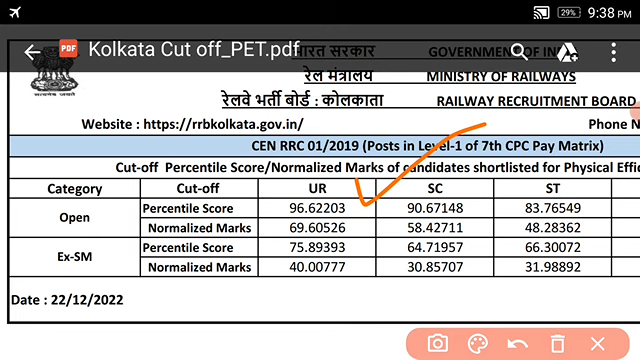 29% 9:38 PM
PDF Kolkata Cut off_PET.pdf
भारत सरकार GOVERNMENT OF IN
रेल मंत्रालय MINISTRY OF RAILWAYS
रेलवे भर्ती बोर्ड : कोलकाता RAILWAY RECRUITMENT BOARD
Website : https://rrbkolkata.gov.in/ Phone N
CEN RRC 01/2019 (Posts in Level-1 of 7th CPC Pay Matrix)
Cut-off Percentile Score/Normalized Marks of candidates shortlisted for Physical Effic
Category Cut-off UR SC ST
Open Percentile Score 96.62203 90.67148 83.76549
Normalized Marks 69.60526 58.42711 48.28362
Ex-SM Percentile Score 75.89393 64.71957 66.30072
Normalized Marks 40.00777 30.85707 31.98892
Date : 22/12/2022